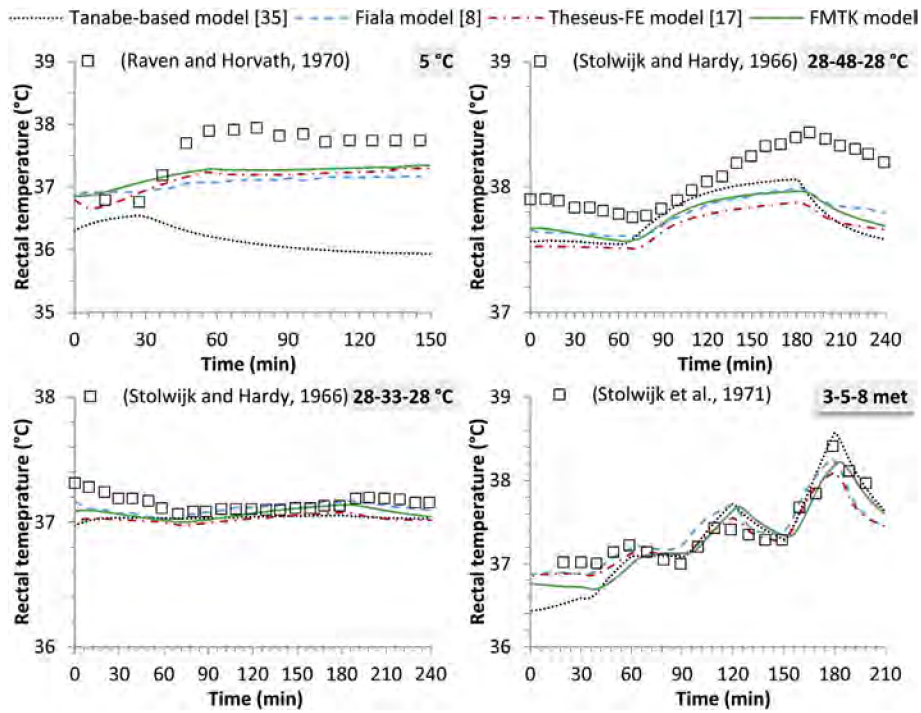 Tanabe-based model [35] Fiala model [8] Theseus-FE model [17] FMTK model
39
38
37
36
35
Rectal temperature (°C)
(Raven and Horvath, 1970) 5 °C
0 30 60 90 120 150
Time (min)
39
38
37
Rectal temperature (°C)
(Stolwijk and Hardy, 1966) 28-48-28 °C
0 30 60 90 120 150 180 210 240
Time (min)
38
37
36
Rectal temeprature (°C)
(Stolwijk and Hardy, 1966) 28-33-28 °C
0 30 60 90 120 150 180 210 240
Time (min)
39
38
37
36
Rectal temperature (°C)
(Stolwijk et al., 1971) 3-5-8 met
0 30 60 90 120 150 180 210
Time (min)